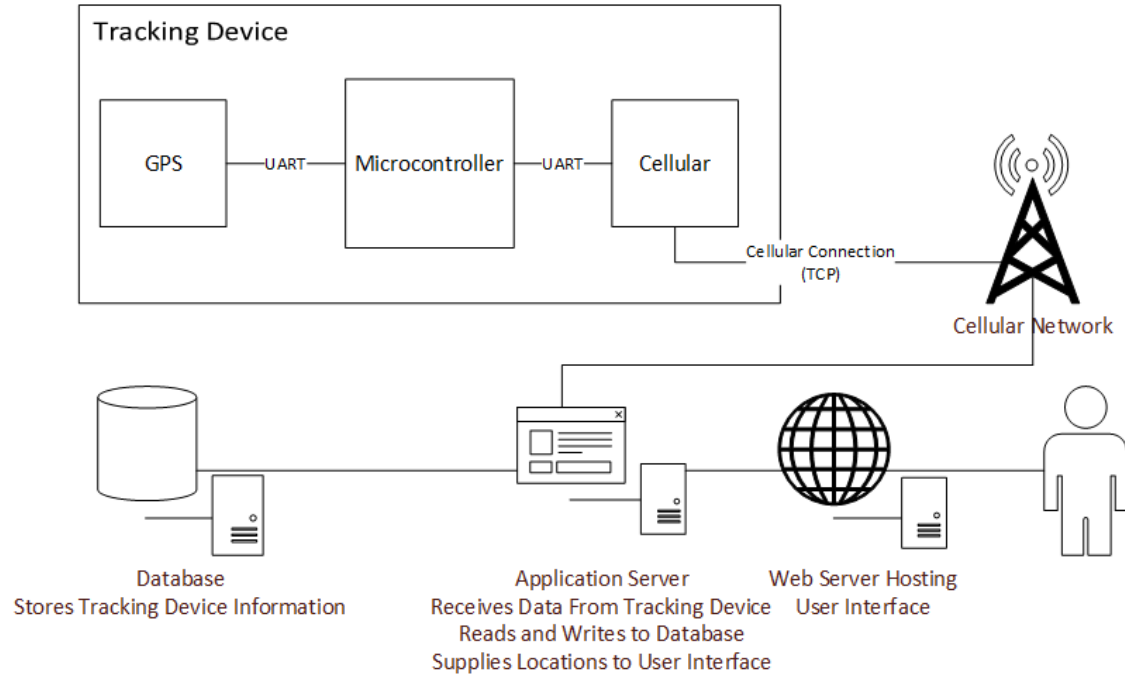 Tracking Device
GPS
UART
Microcontroller
UART
Cellular
Cellular Connection
(TCP)
Cellular Network
Database
Stores Tracking Device Information
Application Server
Receives Data From Tracking Device
Reads and Writes to Database
Supplies Locations to User Interface
Web Server Hosting
User Interface